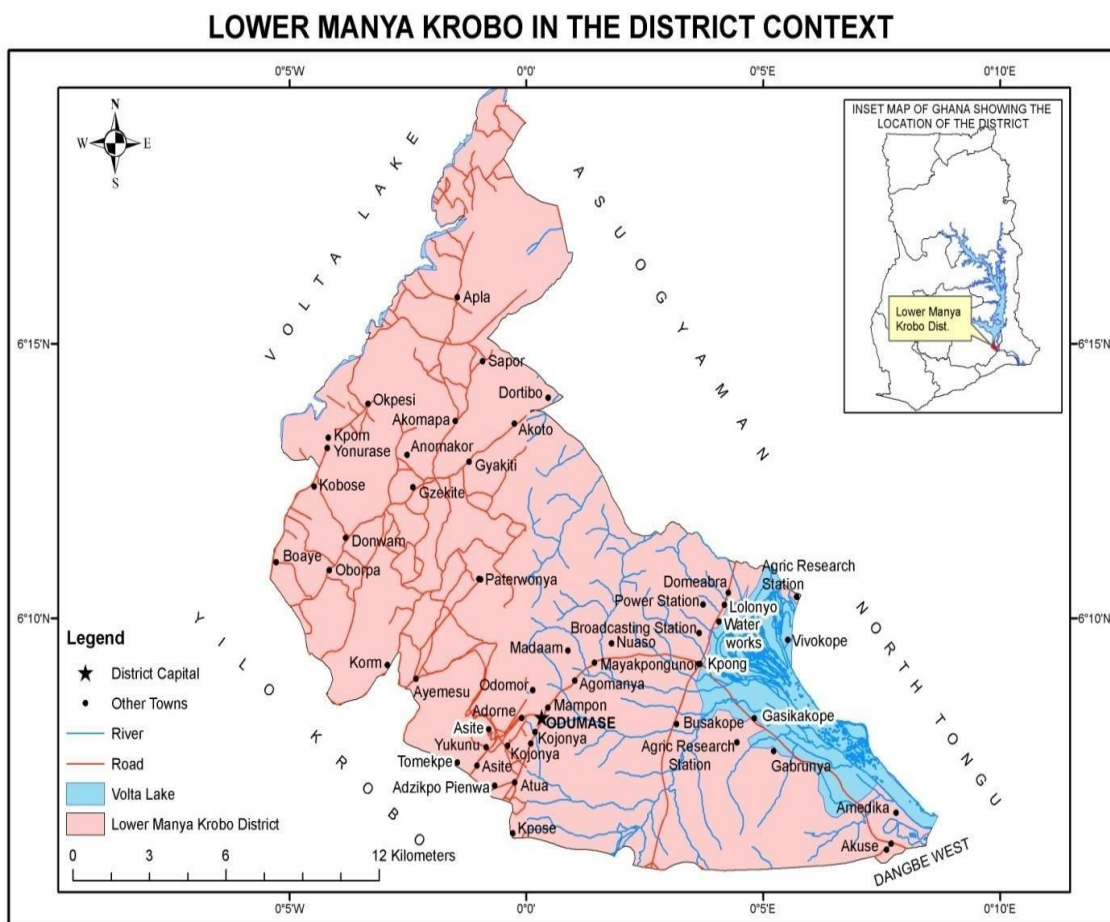 LOWER MANYA KROBO IN THE DISTRICT CONTEXT
0°5'W
0°0'
0°5'E
0°10'E
N
W
E
S
INSET MAP OF GHANA SHOWING THE
LOCATION OF THE DISTRICT
Lower Manya
Krobo Dist.
VOLTA LAKE
ASUOGYAMAN
6°15'N
6°15'N
Apla
Sapor
Dortibo
Okpesi
Akomapa
Akoto
Kpom
Yonurase
Anomakor
Gyakiti
Kobose
Gzekite
Donwam
Boaye
Oborpa
Paterwonya
Domeabra
Agric Research
Station
Power Station
Lolonyo
6°10'N
6°10'N
Water
works
Broadcasting Station
Nuaso
Vivokope
Madaam
Mayakpongunor
Kpong
Korm
Ayemesu
Odomor
Agomanya
Mampon
Adorne
ODUMASE
Gasikakope
Busakope
Asite
Kojonya
Yukunu
Kojonya
Agric Research
Station
Tomekpe
Asite
Gabrunya
Adzikpo Pienwa
Atua
Amedika
Kpose
Akuse
YILO KROBO
NORTH TONGU
DANGBE WEST
Legend
District Capital
Other Towns
River
Road
Volta Lake
Lower Manya Krobo District
0 3 6 12 Kilometers
0°5'W
0°0'
0°5'E
0°10'E